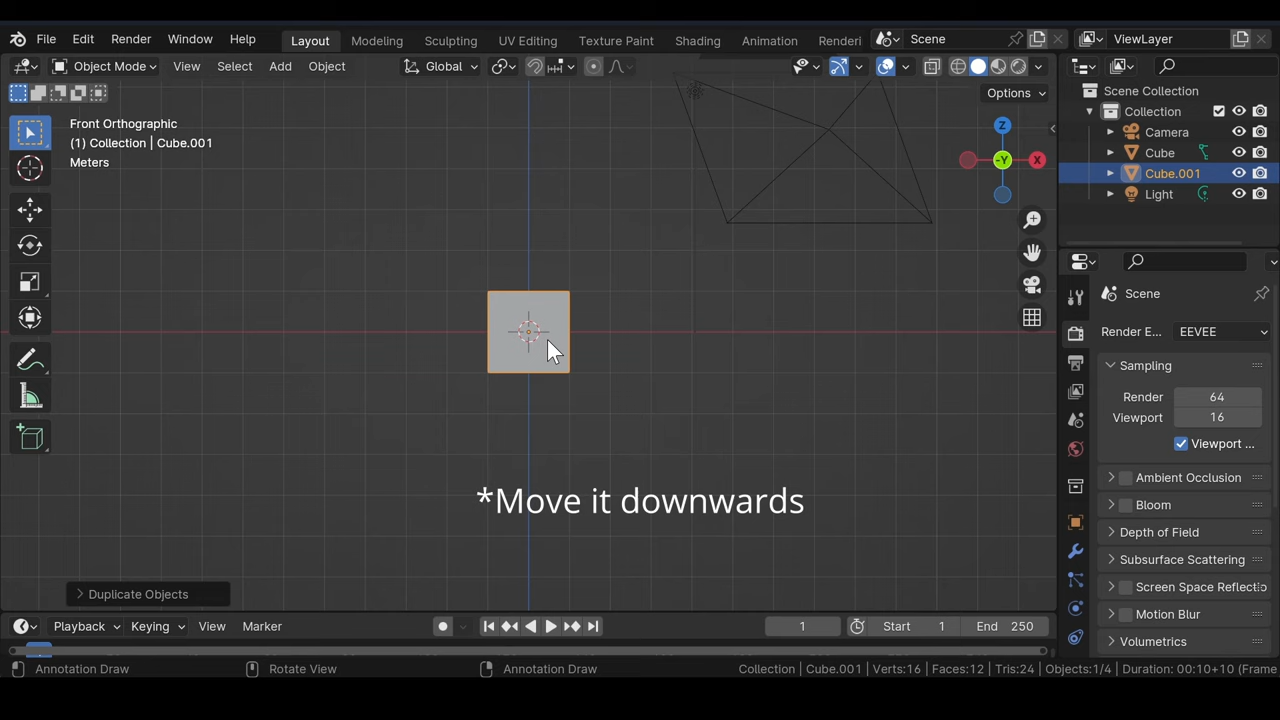 File Edit Render Window Help Layout Modeling Sculpting UV Editing Texture Paint Shading Animation Renderi Scene ViewLayer
Object Mode View Select Add Object Global
Options
Front Orthographic
(1) Collection | Cube.001
Meters
Z
-Y
X
Scene Collection
Collection
Camera
Cube
Cube.001
Light
Scene
Render E... EEVEE
Sampling
Render 64
Viewport 16
Viewport ...
Ambient Occlusion
Bloom
Depth of Field
Subsurface Scattering
Screen Space Reflectio
Motion Blur
Volumetrics
*Move it downwards
Duplicate Objects
Playback Keying View Marker 1 Start 1 End 250
Annotation Draw Rotate View Annotation Draw Collection | Cube.001 | Verts:16 | Faces:12 | Tris:24 | Objects:1/4 | Duration: 00:10+10 (Frame